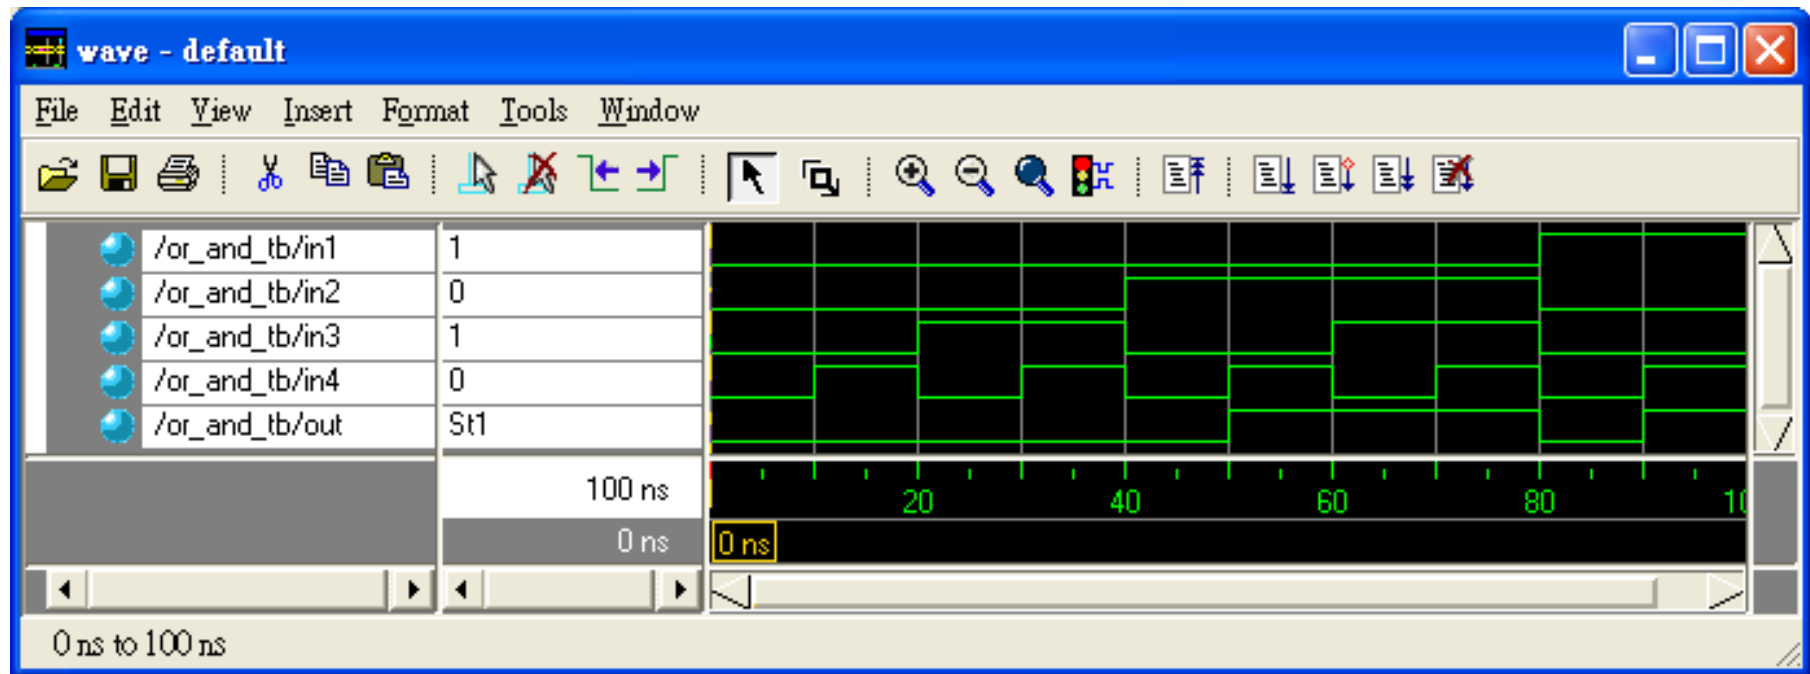 wave - default
File Edit View Insert Format Tools Window
/or_and_tb/in1 1
/or_and_tb/in2 0
/or_and_tb/in3 1
/or_and_tb/in4 0
/or_and_tb/out St1
100 ns 20 40 60 80 10
0 ns 0 ns
0 ns to 100 ns